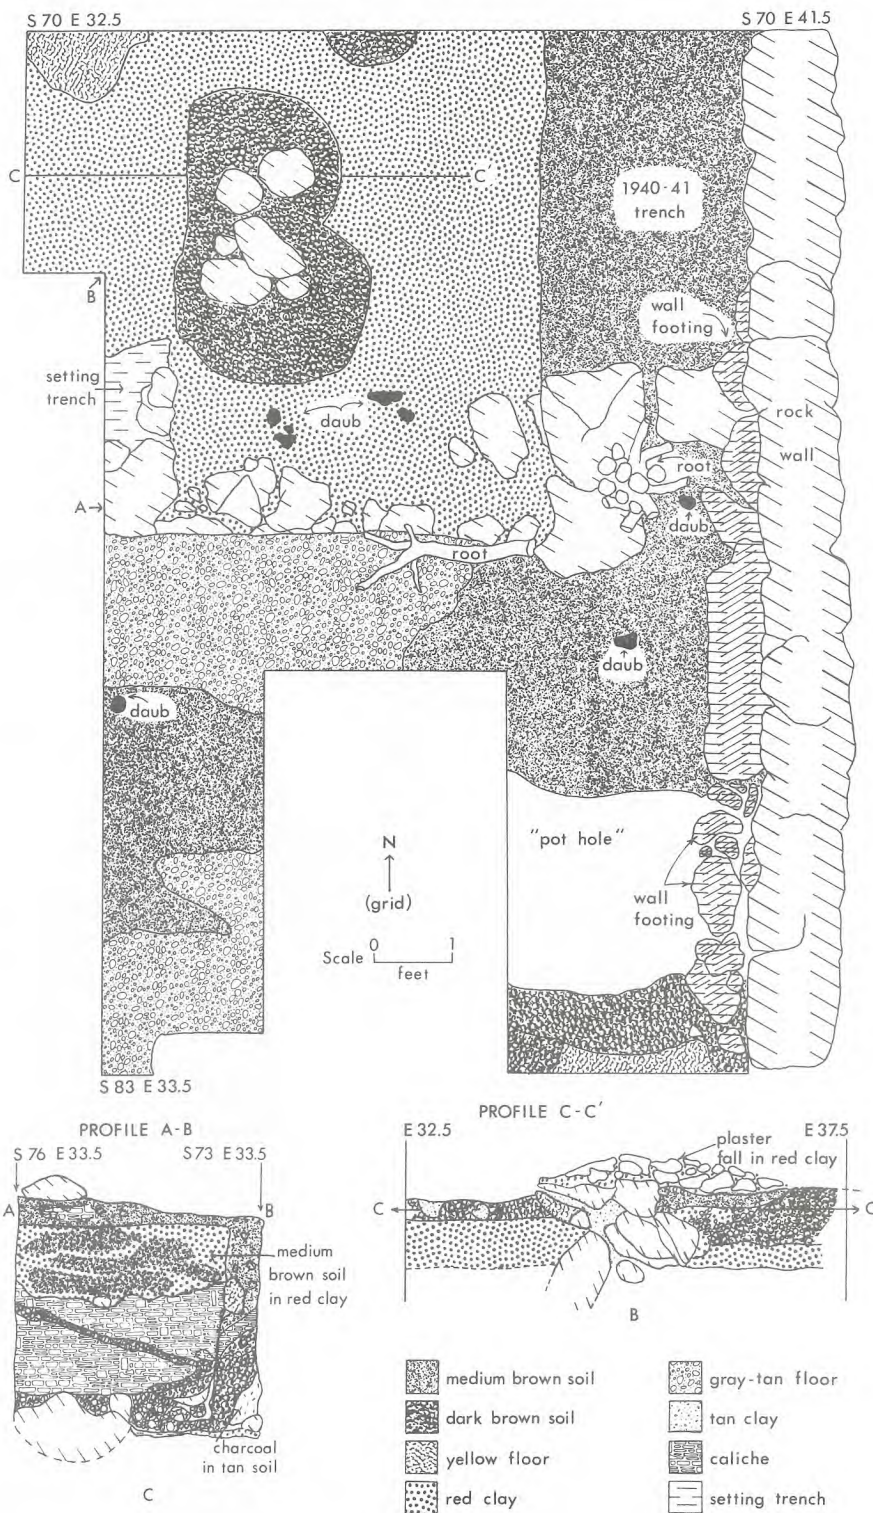 S 70 E 32.5
S 70 E 41.5
C
C'
1940-41
trench
B
wall
footing
setting
trench
daub
rock
wall
root
A
daub
root
daub
daub
"pot hole"
N
(grid)
wall
footing
Scale 0 1
feet
S 83 E 33.5
PROFILE A-B
S 76 E 33.5
S 73 E 33.5
A
B
medium
brown soil
in red clay
charcoal
in tan soil
C
PROFILE C-C'
E 32.5
E 37.5
plaster
fall in red clay
C
C
B
medium brown soil
dark brown soil
yellow floor
red clay
gray-tan floor
tan clay
caliche
setting trench